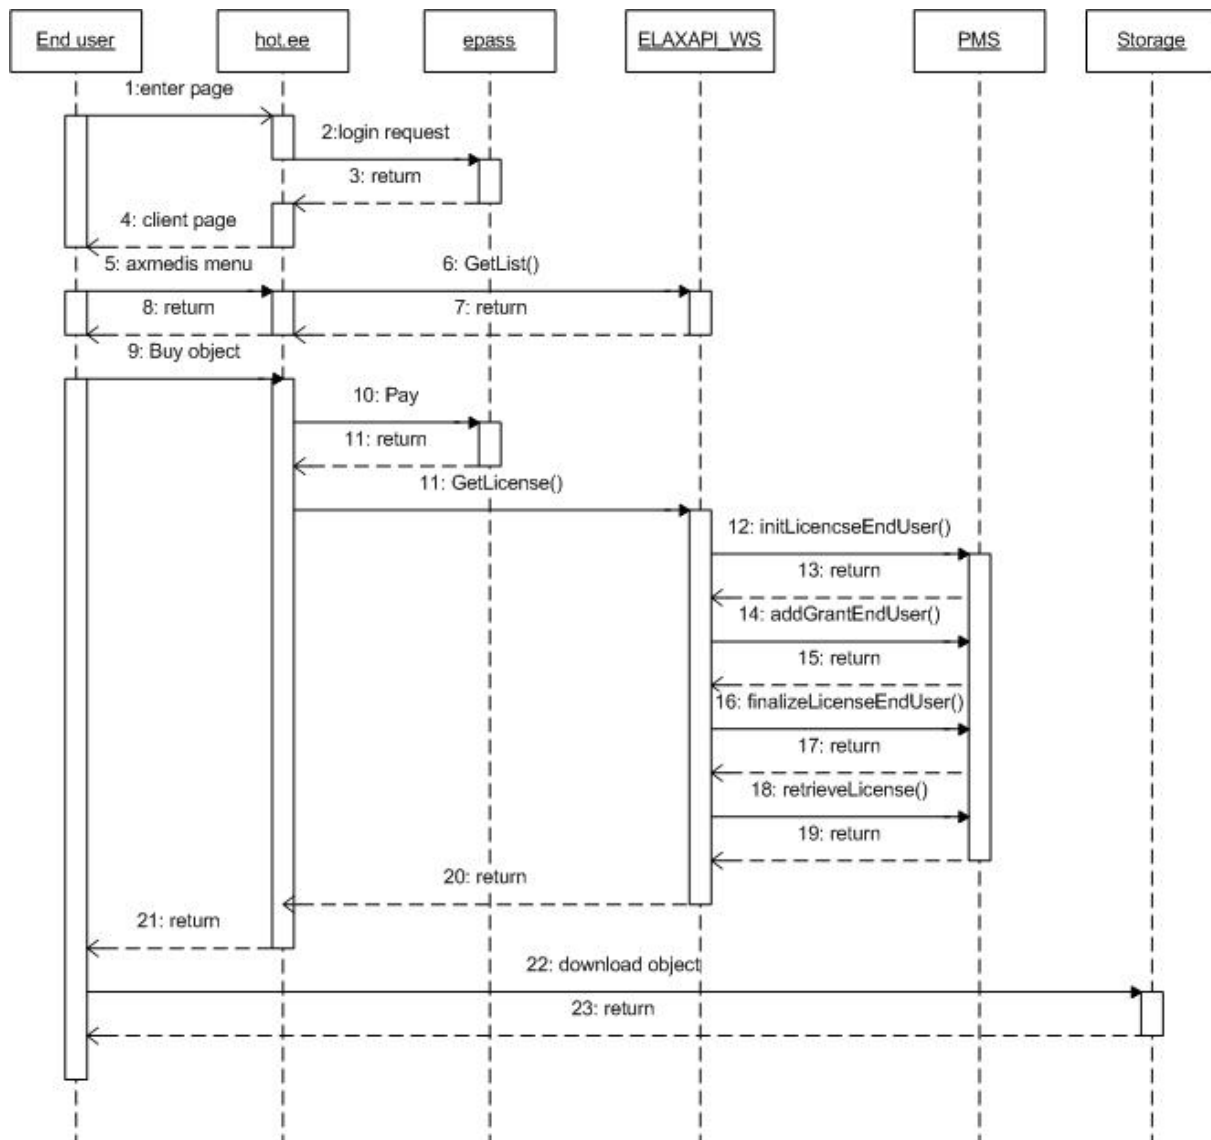 End user
hot.ee
epass
ELAXAPI_WS
PMS
Storage
1:enter page
2:login request
3: return
4: client page
5: axmedis menu
6: GetList()
8: return
7: return
9: Buy object
10: Pay
11: return
11: GetLicense()
12: initLicencseEndUser()
13: return
14: addGrantEndUser()
15: return
16: finalizeLicenseEndUser()
17: return
18: retrieveLicense()
19: return
20: return
21: return
22: download object
23: return